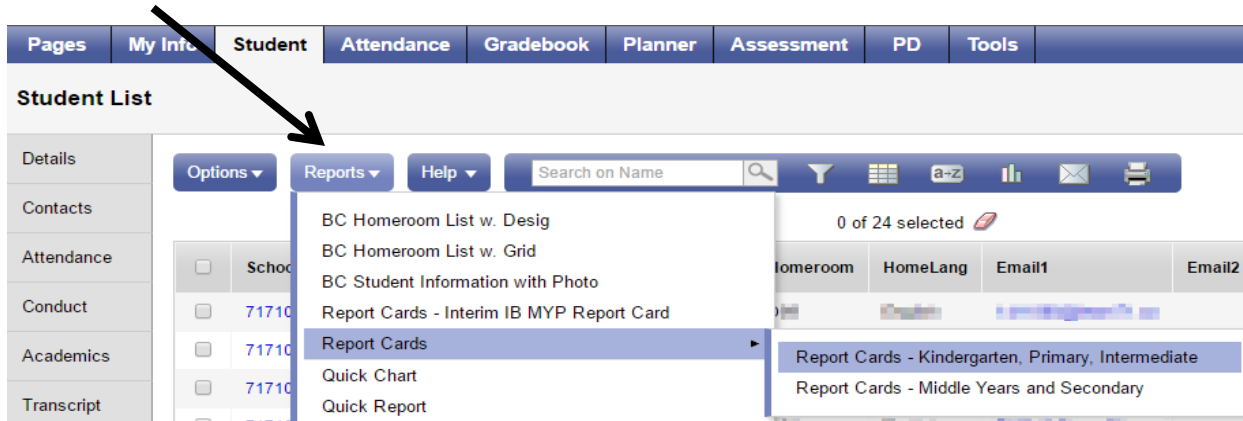 Pages My Info Student Attendance Gradebook Planner Assessment PD Tools
Student List
Details
Contacts
Attendance
Conduct
Academics
Transcript
Options Reports Help Search on Name a-z
0 of 24 selected
BC Homeroom List w. Desig
BC Homeroom List w. Grid
BC Student Information with Photo
Report Cards - Interim IB MYP Report Card
Report Cards
Quick Chart
Quick Report
Report Cards - Kindergarten, Primary, Intermediate
Report Cards - Middle Years and Secondary
Schoo omeroom HomeLang Email1 Email2
71710
71710
71710